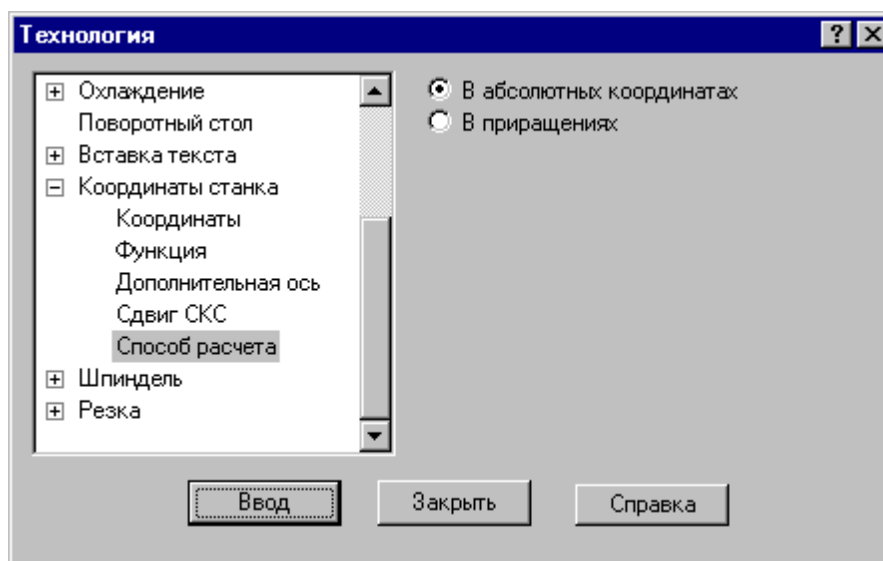 Технология
Охлаждение
Поворотный стол
Вставка текста
Координаты станка
Координаты
Функция
Дополнительная ось
Сдвиг СКС
Способ расчета
Шпиндель
Резка
В абсолютных координатах
В приращениях
Ввод
Закрыть
Справка